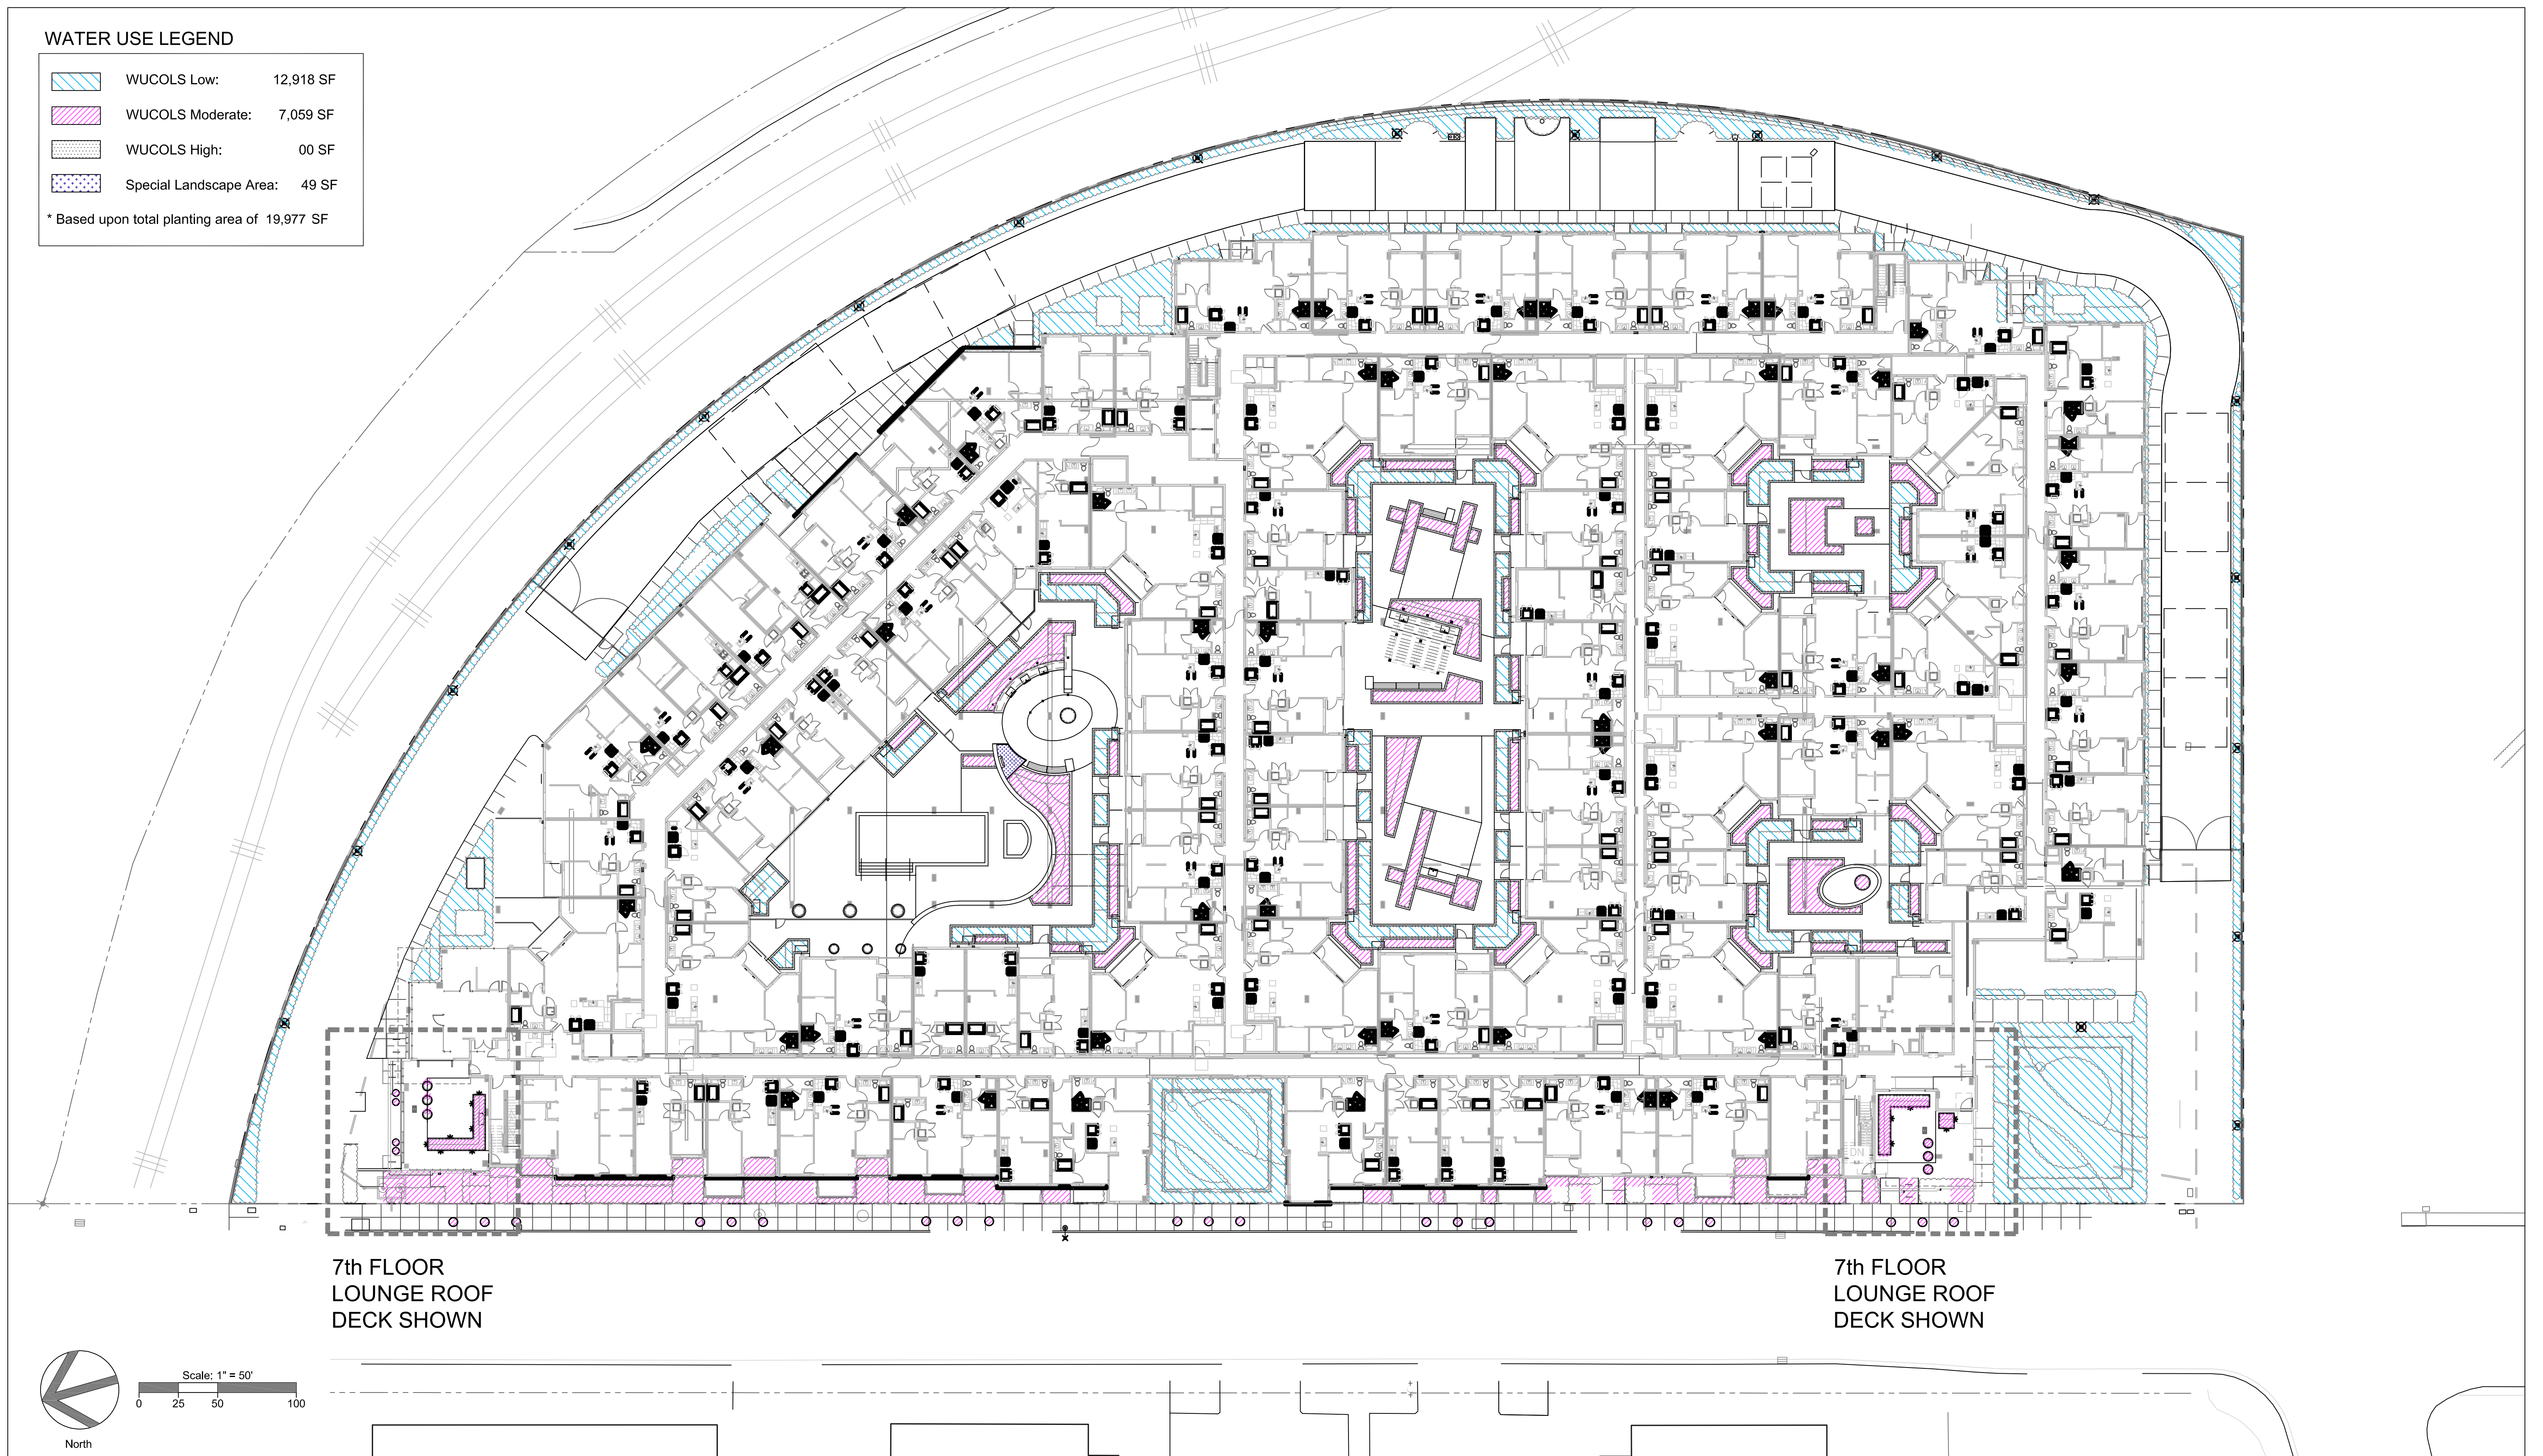 WATER USE LEGEND
WUCOLS Low: 12,918 SF
WUCOLS Moderate: 7,059 SF
WUCOLS High: 00 SF
Special Landscape Area: 49 SF
* Based upon total planting area of 19,977 SF
DN
7th FLOOR
LOUNGE ROOF
DECK SHOWN
7th FLOOR
LOUNGE ROOF
DECK SHOWN
Scale: 1" = 50'
0 25 50 100
North